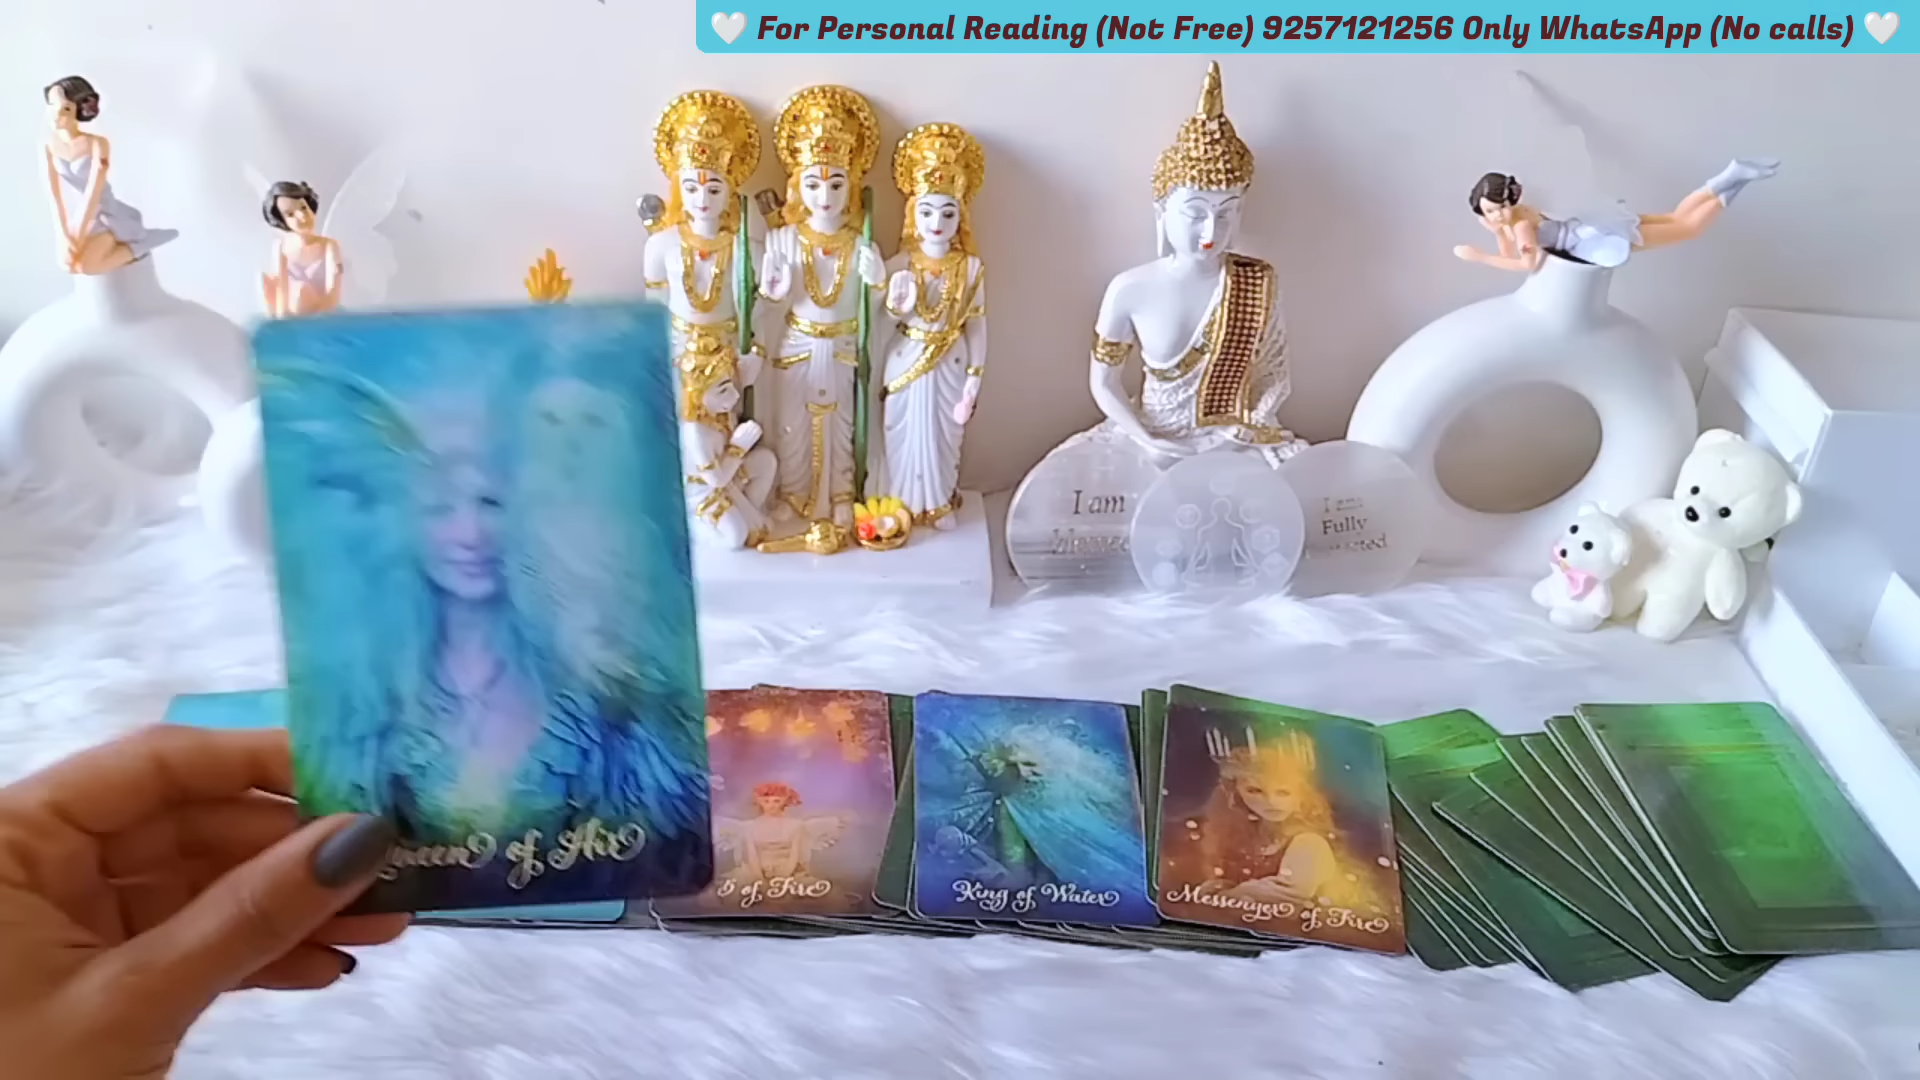 🤍 For Personal Reading (Not Free) 9257121256 Only WhatsApp (No calls) 🤍
I am
I am
Fully
Queen of Air
5 of Fire
King of Water
Messenger of Fire